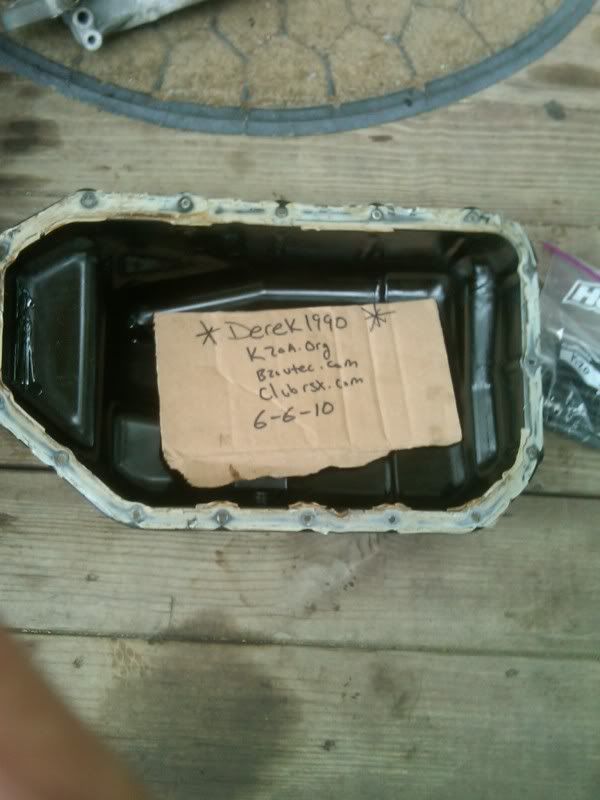 * Derek1990 *
K20A.Org
B20vtec.com
Clubrsx.com
6-6-10